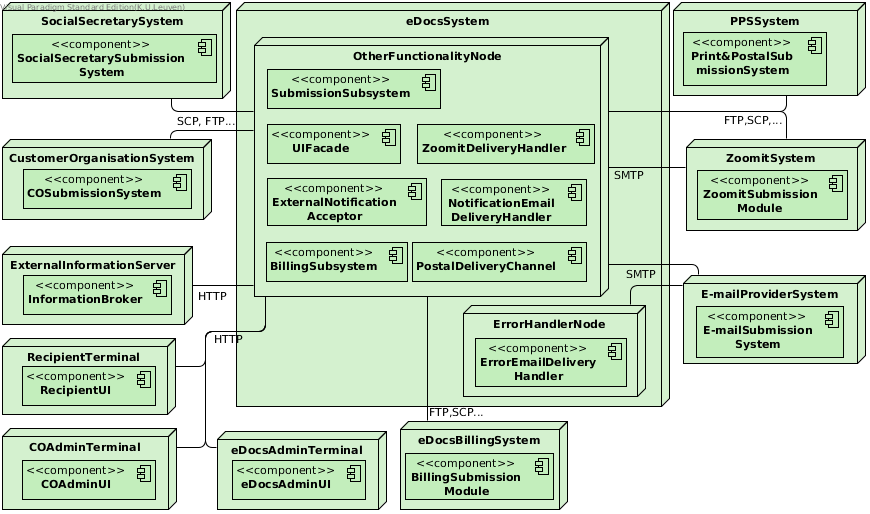 Visual Paradigm Standard Edition(K.U.Leuven)
SocialSecretarySystem
<<component>>
SocialSecretarySubmission
System
eDocsSystem
OtherFunctionalityNode
<<component>>
SubmissionSubsystem
<<component>>
UIFacade
<<component>>
ZoomitDeliveryHandler
<<component>>
ExternalNotification
Acceptor
<<component>>
NotificationEmail
DeliveryHandler
<<component>>
BillingSubsystem
<<component>>
PostalDeliveryChannel
PPSSystem
<<component>>
Print&PostalSub
missionSystem
SCP, FTP...
FTP,SCP,...
CustomerOrganisationSystem
<<component>>
COSubmissionSystem
ZoomitSystem
<<component>>
ZoomitSubmission
Module
SMTP
ExternalInformationServer
<<component>>
InformationBroker
HTTP
SMTP
E-mailProviderSystem
<<component>>
E-mailSubmission
System
ErrorHandlerNode
<<component>>
ErrorEmailDelivery
Handler
RecipientTerminal
<<component>>
RecipientUI
HTTP
COAdminTerminal
<<component>>
COAdminUI
eDocsAdminTerminal
<<component>>
eDocsAdminUI
FTP,SCP...
eDocsBillingSystem
<<component>>
BillingSubmission
Module